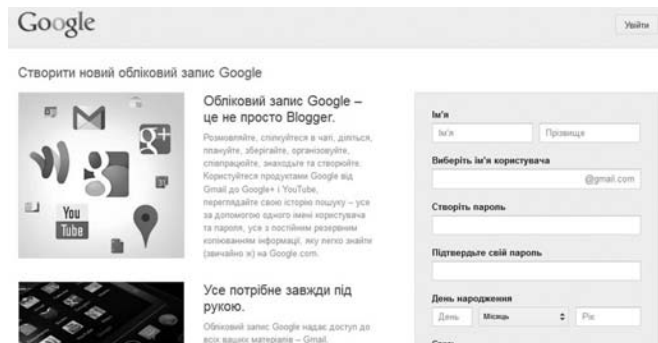 Google
Увійти
Створити новий обліковий запис Google
Обліковий запис Google –
це не просто Blogger.
Розмовляйте, спілкуйтеся в чаті, діліться,
плануйте, зберігайте, організовуйте,
співпрацюйте, знаходьте та створюйте.
Користуйтеся продуктами Google від
Gmail до Google+ і YouTube,
переглядайте свою історію пошуку – усе
за допомогою одного імені користувача
та пароля, усе з постійним резервним
копіюванням інформації, яку легко знайти
(звичайно ж) на Google.com.
g+
g
You
Tube
Усе потрібне завжди під
рукою.
Обліковий запис Google надає доступ до
всіх ваших матеріалів – Gmail,
Ім'я
Ім'я
Прізвище
Виберіть ім'я користувача
@gmail.com
Створіть пароль
Підтвердьте свій пароль
День народження
День
Місяць
Рік